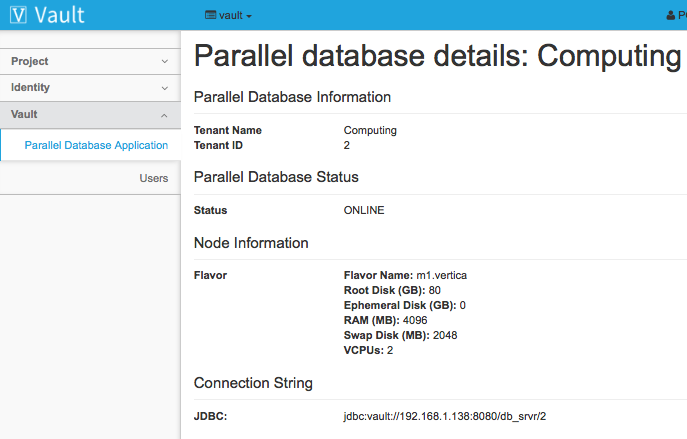 V Vault
vault
Project
Identity
Vault
Parallel Database Application
Users
Parallel database details: Computing
Parallel Database Information
Tenant Name Computing
Tenant ID 2
Parallel Database Status
Status ONLINE
Node Information
Flavor Flavor Name: m1.vertica
Root Disk (GB): 80
Ephemeral Disk (GB): 0
RAM (MB): 4096
Swap Disk (MB): 2048
VCPUs: 2
Connection String
JDBC: jdbc:vault://192.168.1.138:8080/db_srvr/2